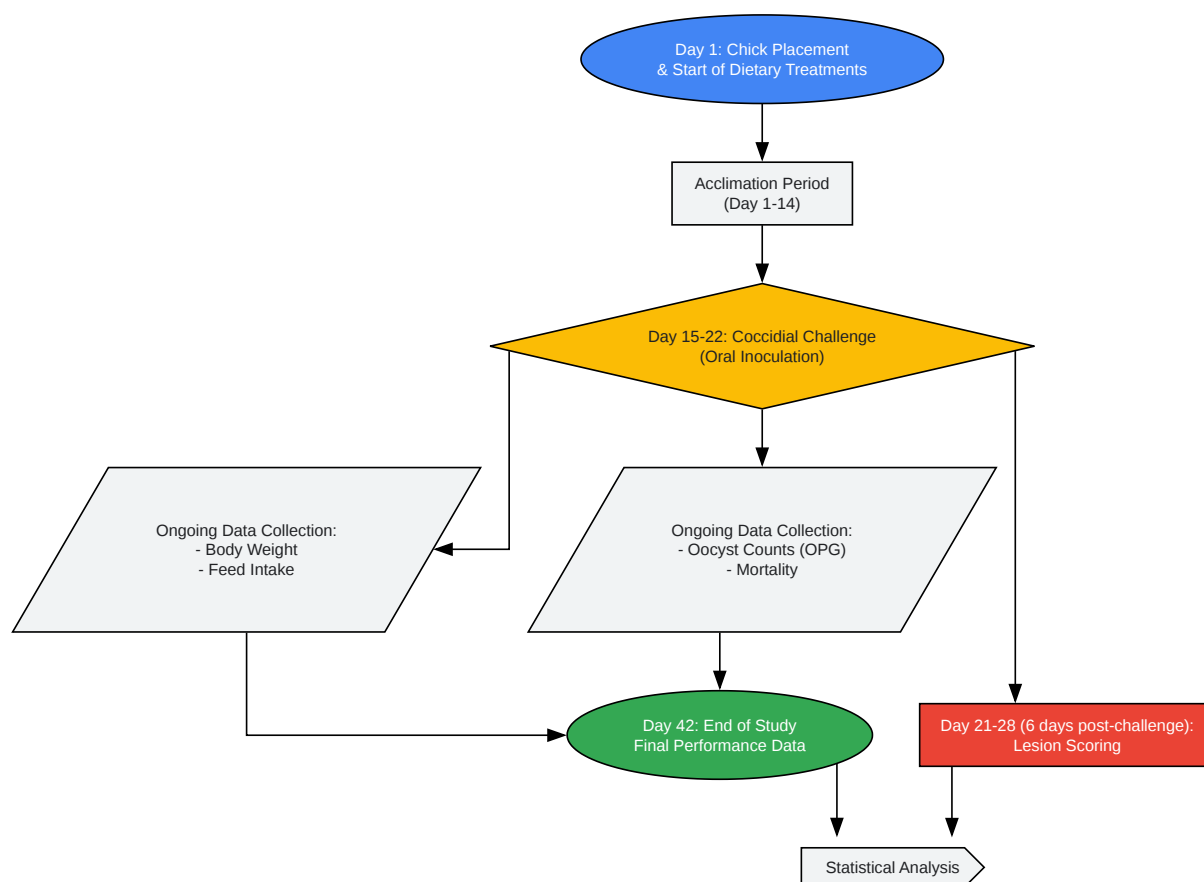 Day 1: Chick Placement
& Start of Dietary Treatments
Acclimation Period
(Day 1-14)
Day 15-22: Coccidial Challenge
(Oral Inoculation)
Ongoing Data Collection:
- Body Weight
- Feed Intake
Ongoing Data Collection:
- Oocyst Counts (OPG)
- Mortality
Day 42: End of Study
Final Performance Data
Day 21-28 (6 days post-challenge):
Lesion Scoring
Statistical Analysis